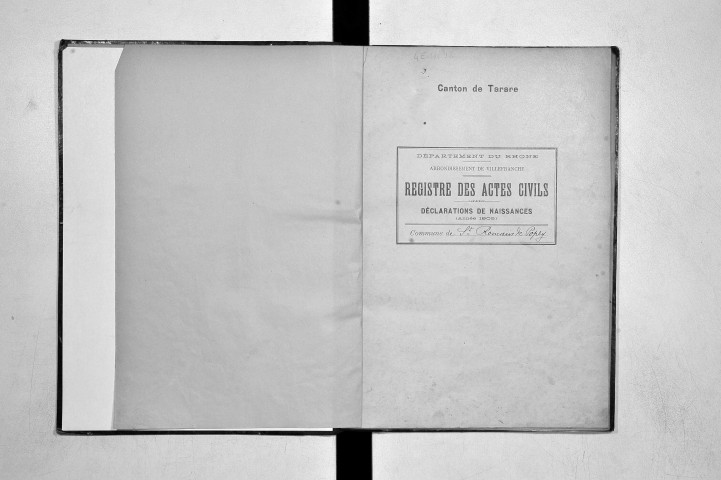 Canton de Tarare
DÉPARTEMENT DU RHONE
ARRONDISSEMENT DE VILLEFRANCHE
REGISTRE DES ACTES CIVILS
DÉCLARATIONS DE NAISSANCES
Commune de St Romain de Popey